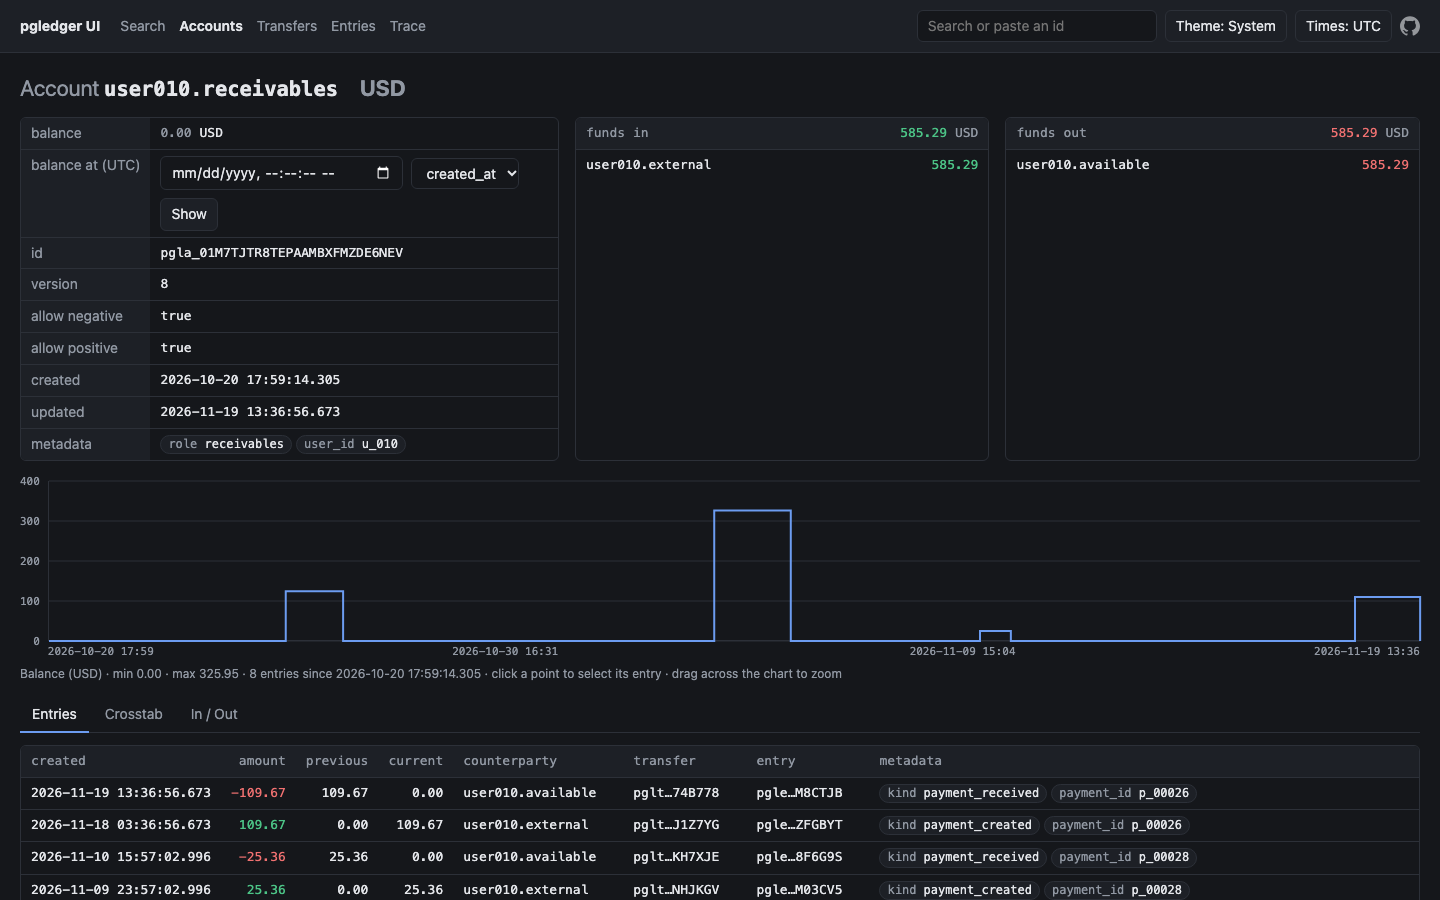 pgledger UI Search Accounts Transfers Entries Trace Search or paste an id Theme: System Times: UTC
Account user010.receivables USD
balance 0.00 USD
balance at (UTC) mm/dd/yyyy, --:--:-- -- created_at
Show
id pgla_01M7TJTR8TEPAAMBXFMZDE6NEV
version 8
allow negative true
allow positive true
created 2026-10-20 17:59:14.305
updated 2026-11-19 13:36:56.673
metadata role receivables user_id u_010
funds in 585.29 USD
user010.external 585.29
funds out 585.29 USD
user010.available 585.29
400
300
200
100
0
2026-10-20 17:59 2026-10-30 16:31 2026-11-09 15:04 2026-11-19 13:36
Balance (USD) · min 0.00 · max 325.95 · 8 entries since 2026-10-20 17:59:14.305 · click a point to select its entry · drag across the chart to zoom
Entries Crosstab In / Out
created amount previous current counterparty transfer entry metadata
2026-11-19 13:36:56.673 −109.67 109.67 0.00 user010.available pglt…74B778 pgle…M8CTJB kind payment_received payment_id p_00026
2026-11-18 03:36:56.673 109.67 0.00 109.67 user010.external pglt…J1Z7YG pgle…ZFGBYT kind payment_created payment_id p_00026
2026-11-10 15:57:02.996 −25.36 25.36 0.00 user010.available pglt…KH7XJE pgle…8F6G9S kind payment_received payment_id p_00028
2026-11-09 23:57:02.996 25.36 0.00 25.36 user010.external pglt…NHJKGV pgle…M03CV5 kind payment_created payment_id p_00028